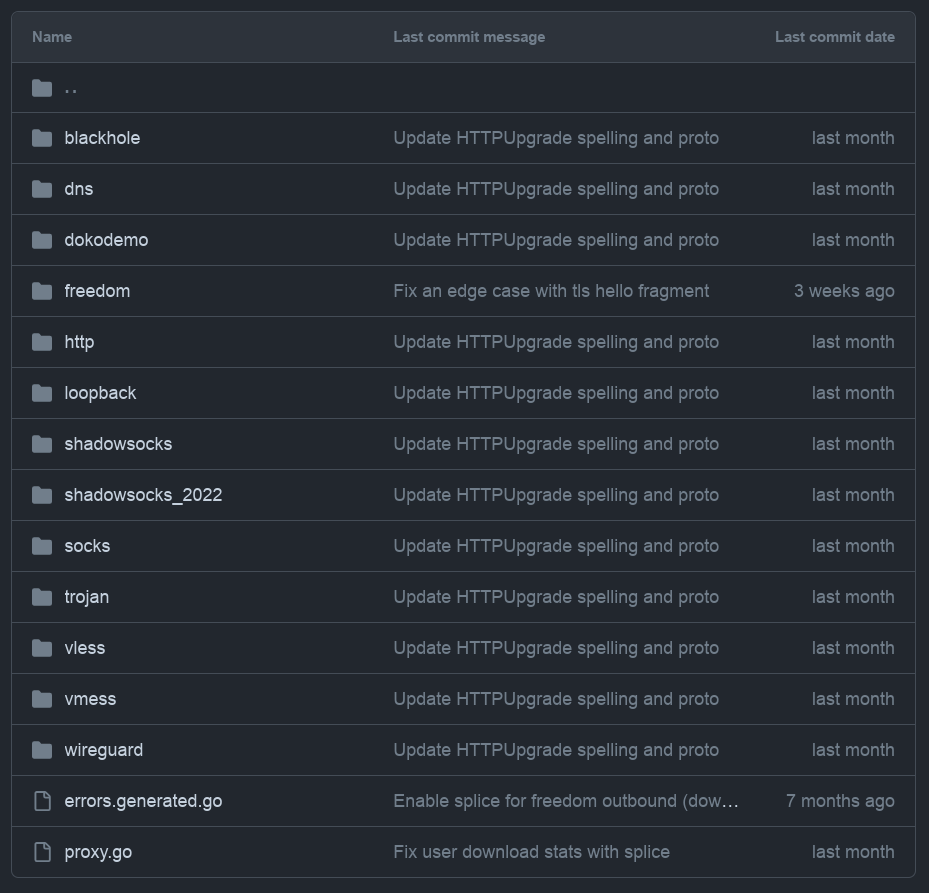 Name Last commit message Last commit date
..
blackhole Update HTTPUpgrade spelling and proto last month
dns Update HTTPUpgrade spelling and proto last month
dokodemo Update HTTPUpgrade spelling and proto last month
freedom Fix an edge case with tls hello fragment 3 weeks ago
http Update HTTPUpgrade spelling and proto last month
loopback Update HTTPUpgrade spelling and proto last month
shadowsocks Update HTTPUpgrade spelling and proto last month
shadowsocks_2022 Update HTTPUpgrade spelling and proto last month
socks Update HTTPUpgrade spelling and proto last month
trojan Update HTTPUpgrade spelling and proto last month
vless Update HTTPUpgrade spelling and proto last month
vmess Update HTTPUpgrade spelling and proto last month
wireguard Update HTTPUpgrade spelling and proto last month
errors.generated.go Enable splice for freedom outbound (dow... 7 months ago
proxy.go Fix user download stats with splice last month